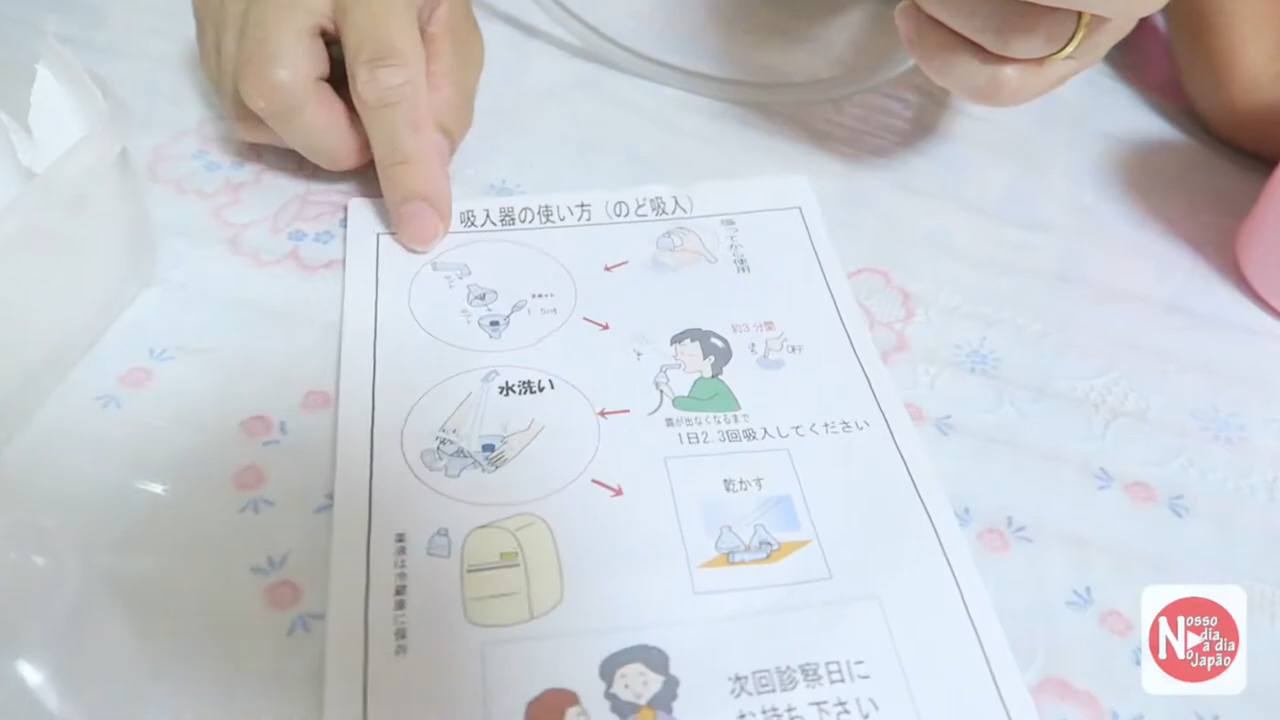 吸入器の使い方(のど吸入)
振ってから使用
1.5ml
約3分間
OFF
水洗い
霧が出なくなるまで
1日2.3回吸入してください
乾かす
薬液は冷蔵庫に保存
次回診察日に
お持ち下さい
Nosso
dia
a dia
no Japão